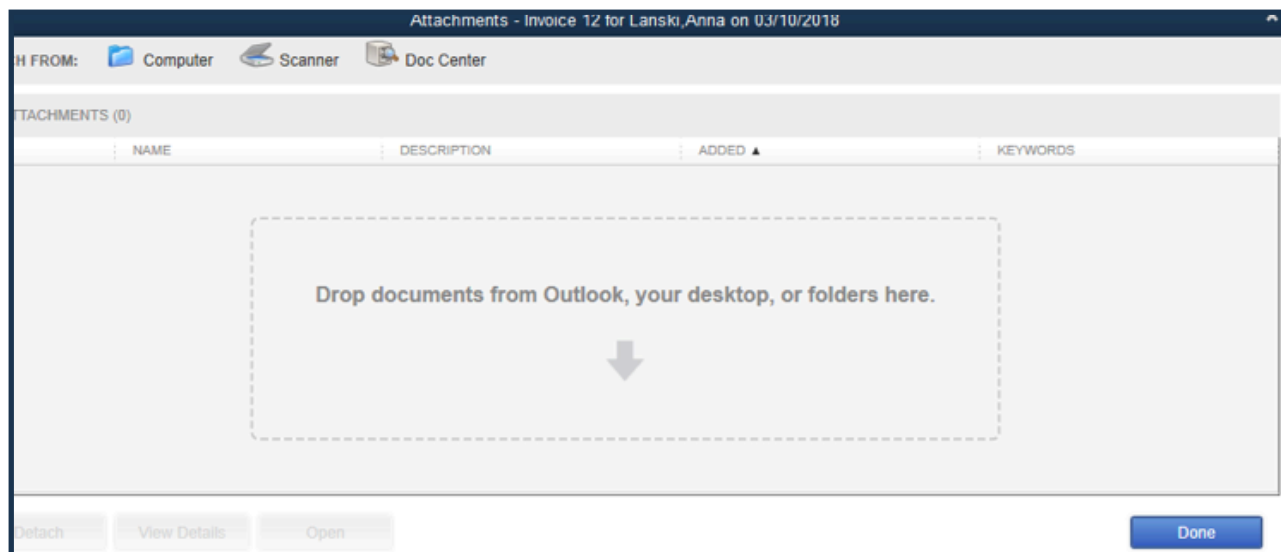 Attachments - Invoice 12 for Lanski,Anna on 03/10/2018
H FROM: Computer Scanner Doc Center
TTACHMENTS (0)
NAME DESCRIPTION ADDED ▲ KEYWORDS
Drop documents from Outlook, your desktop, or folders here.
Detach View Details Open Done